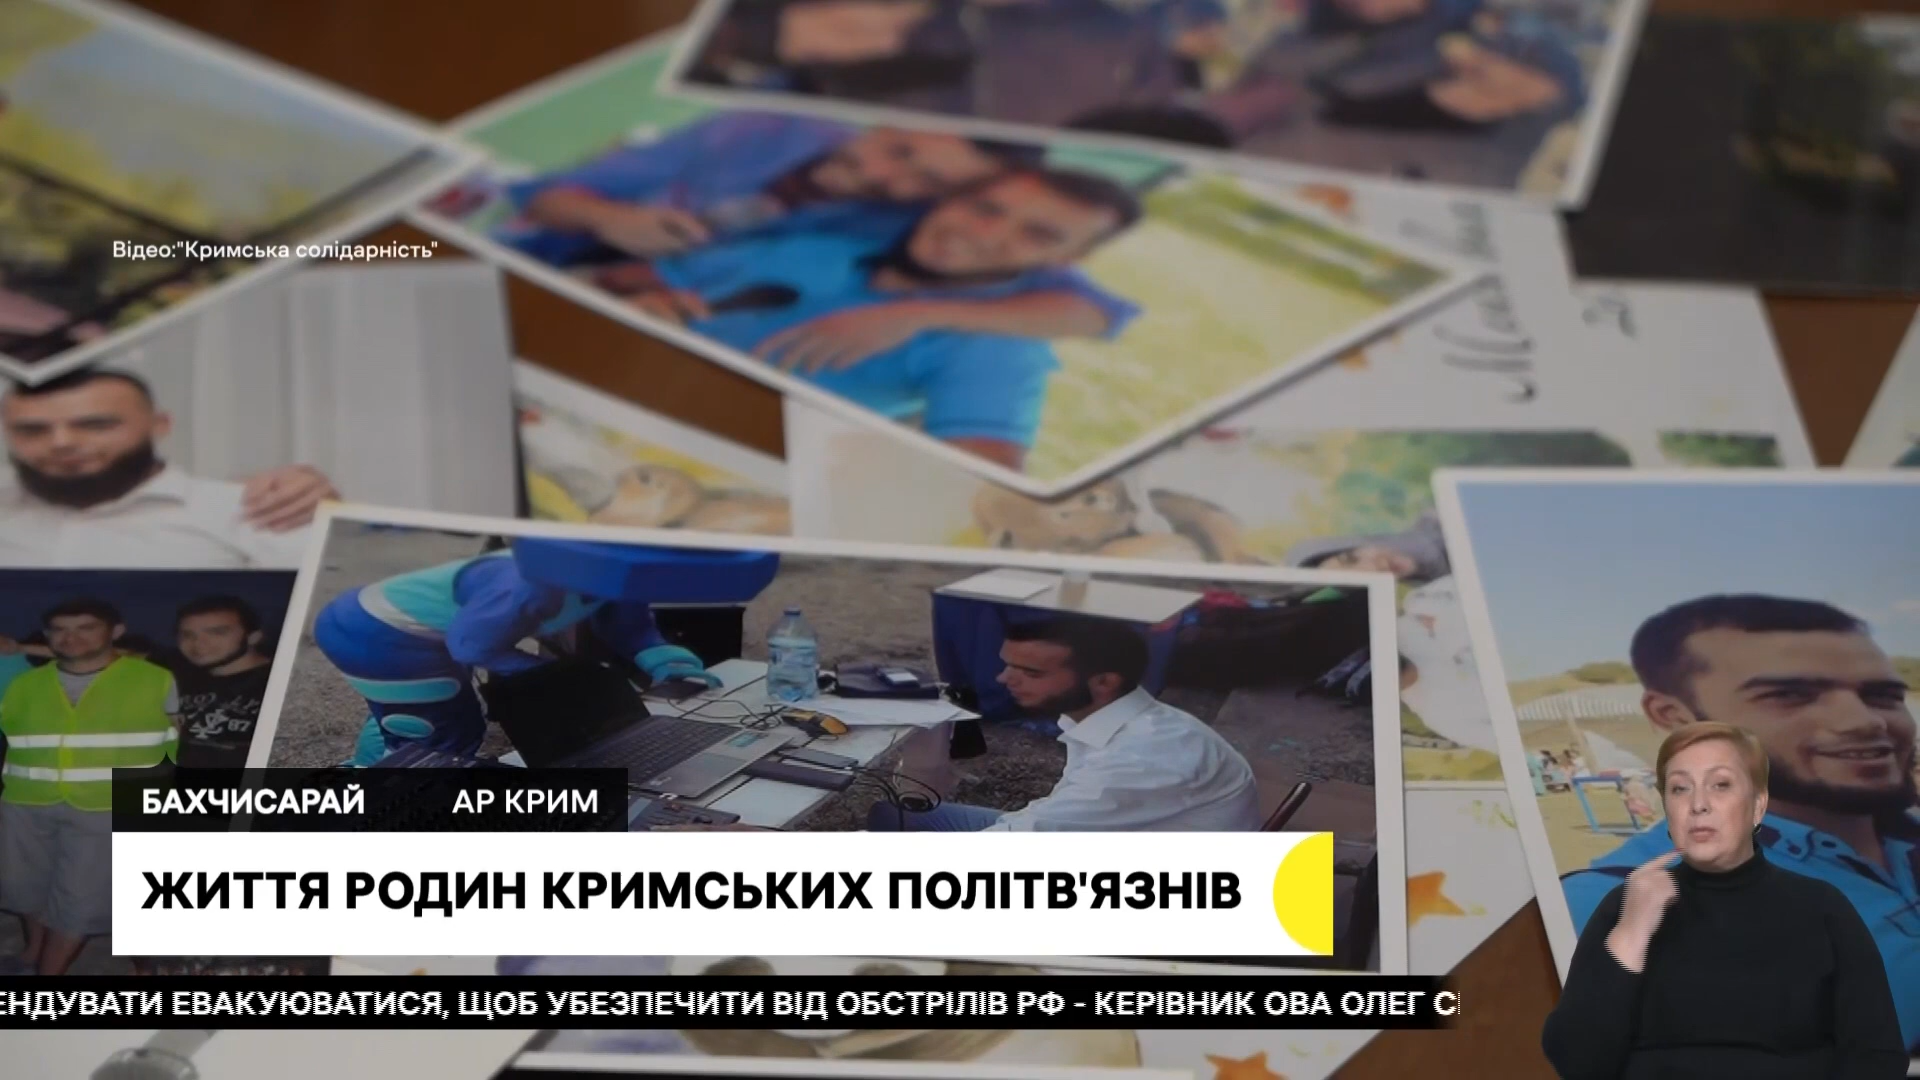 Відео:"Кримська солідарність"
87
БАХЧИСАРАЙ АР КРИМ
ЖИТТЯ РОДИН КРИМСЬКИХ ПОЛІТВ'ЯЗНІВ
ЕНДУВАТИ ЕВАКУЮВАТИСЯ, ЩОБ УБЕЗПЕЧИТИ ВІД ОБСТРІЛІВ РФ - КЕРІВНИК ОВА ОЛЕГ С